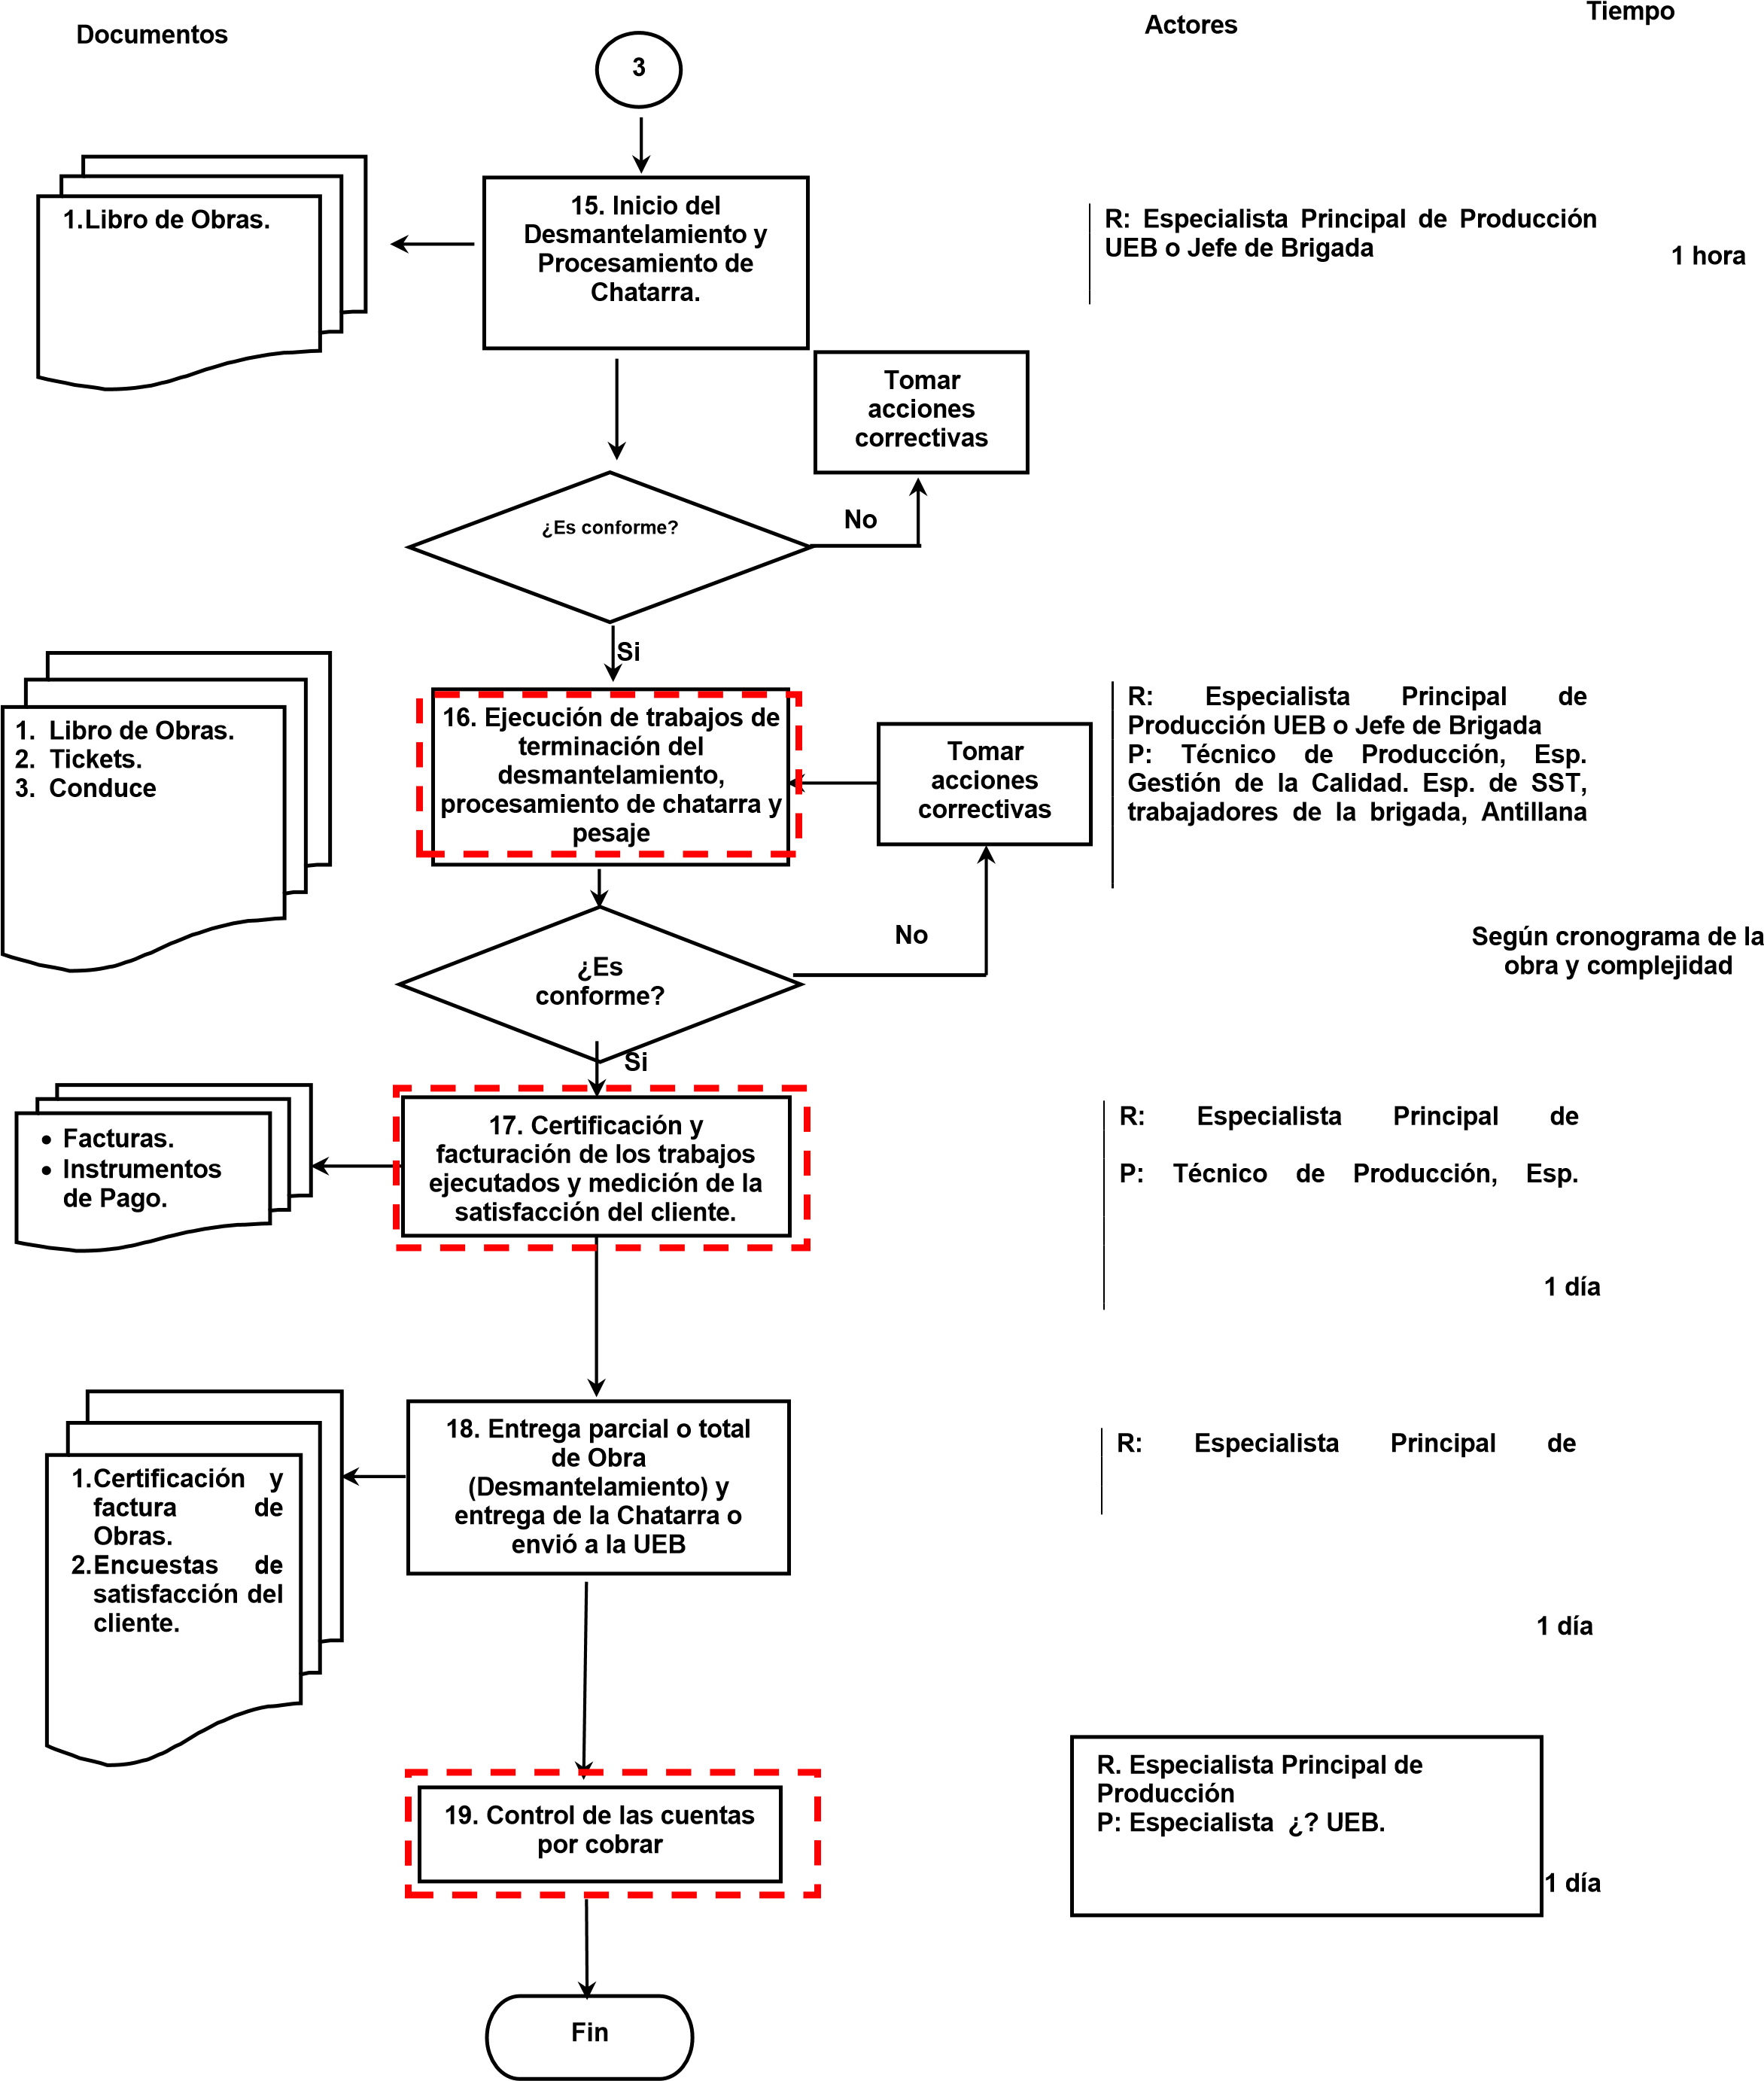 Documentos
Actores
Tiempo
3
1.Libro de Obras.
15. Inicio del
Desmantelamiento y
Procesamiento de
Chatarra.
R: Especialista Principal de Producción
UEB o Jefe de Brigada
1 hora
Tomar
acciones
correctivas
¿Es conforme?
No
Si
1. Libro de Obras.
2. Tickets.
3. Conduce
16. Ejecución de trabajos de
terminación del
desmantelamiento,
procesamiento de chatarra y
pesaje
Tomar
acciones
correctivas
R: Especialista Principal de
Producción UEB o Jefe de Brigada
P: Técnico de Producción, Esp.
Gestión de la Calidad. Esp. de SST,
trabajadores de la brigada, Antillana
¿Es
conforme?
No
Según cronograma de la
obra y complejidad
Si
• Facturas.
• Instrumentos
de Pago.
17. Certificación y
facturación de los trabajos
ejecutados y medición de la
satisfacción del cliente.
R: Especialista Principal de
P: Técnico de Producción, Esp.
1 día
1.Certificación y
factura de
Obras.
2.Encuestas de
satisfacción del
cliente.
18. Entrega parcial o total
de Obra
(Desmantelamiento) y
entrega de la Chatarra o
envió a la UEB
R: Especialista Principal de
1 día
19. Control de las cuentas
por cobrar
R. Especialista Principal de
Producción
P: Especialista ¿? UEB.
1 día
Fin